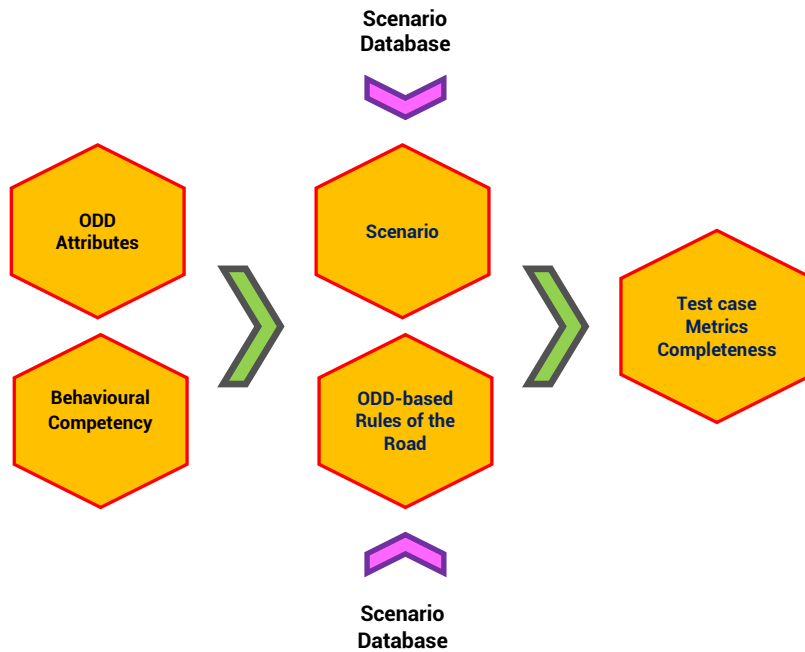 Scenario
Database
ODD
Attributes
Scenario
Behavioural
Competency
ODD-based
Rules of the
Road
Test case
Metrics
Completeness
Scenario
Database